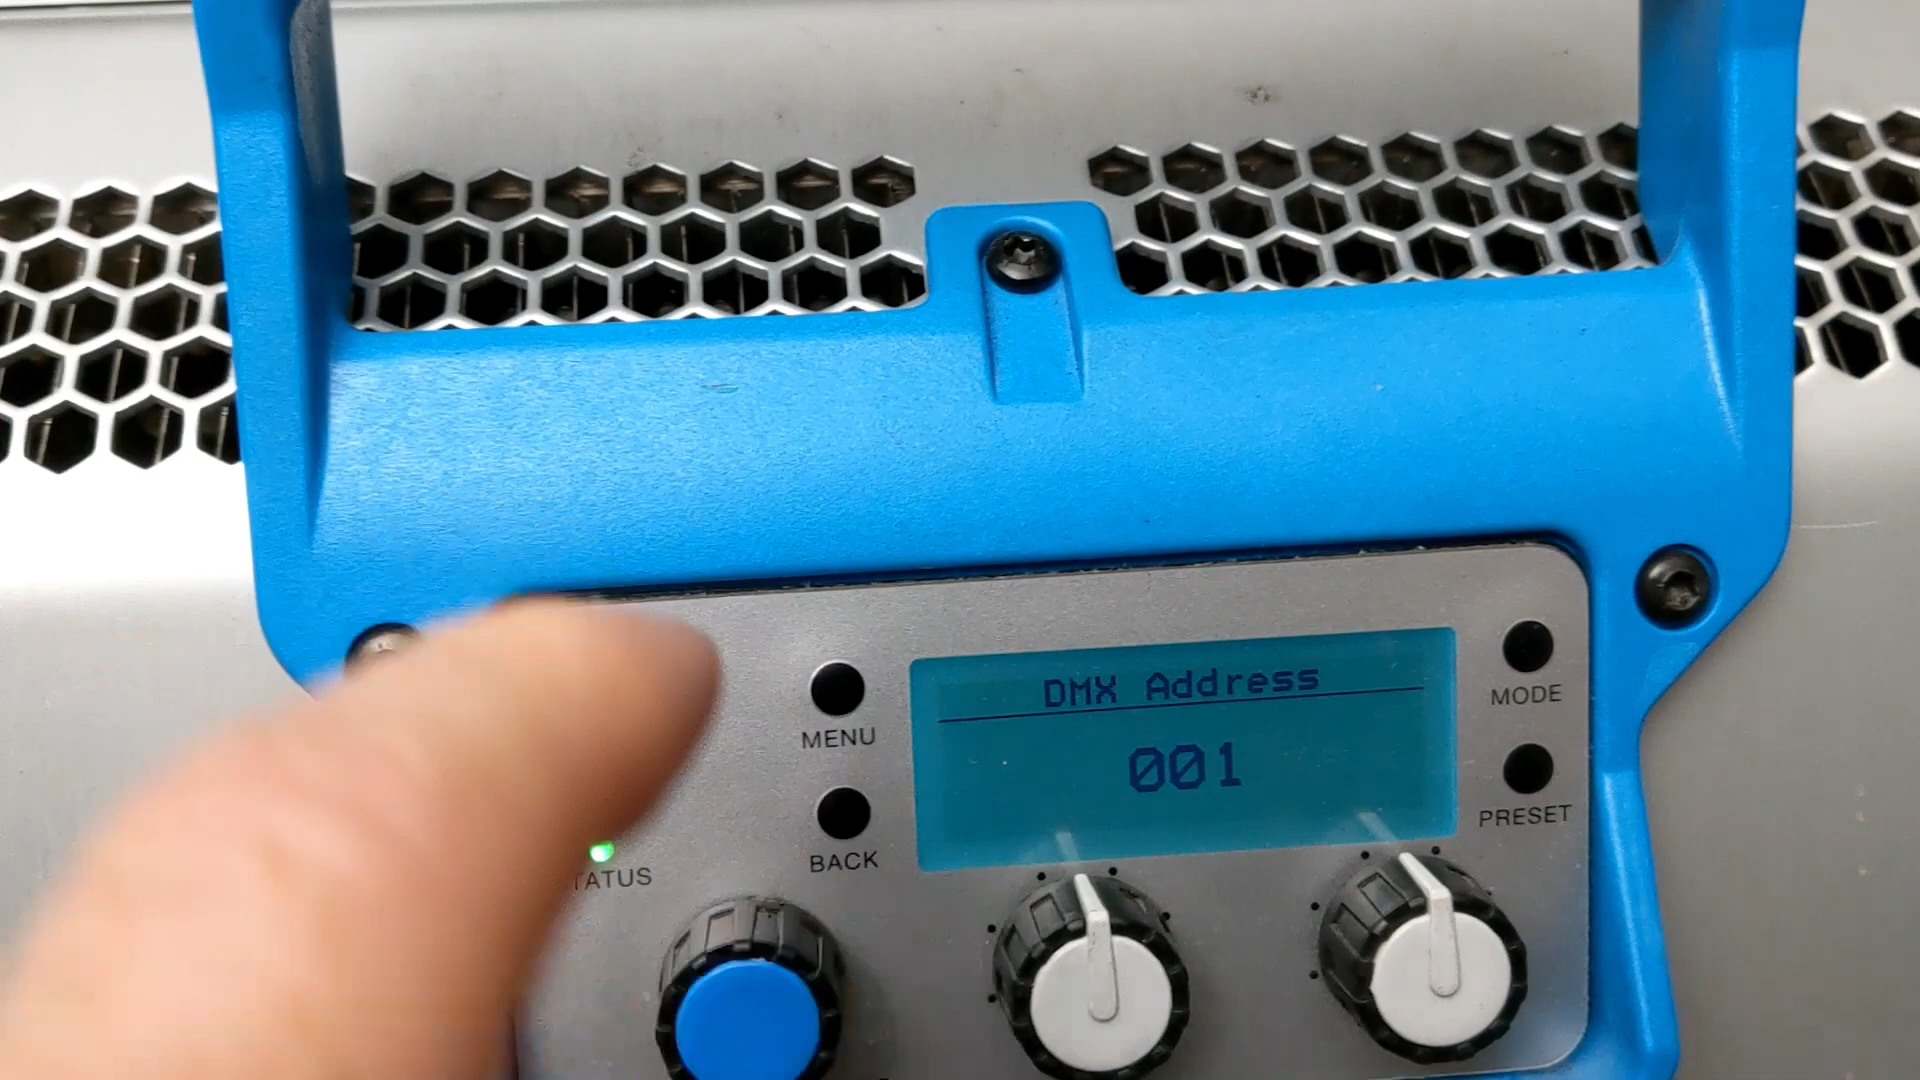 DMX Address
001
MENU
BACK
TATUS
MODE
PRESET